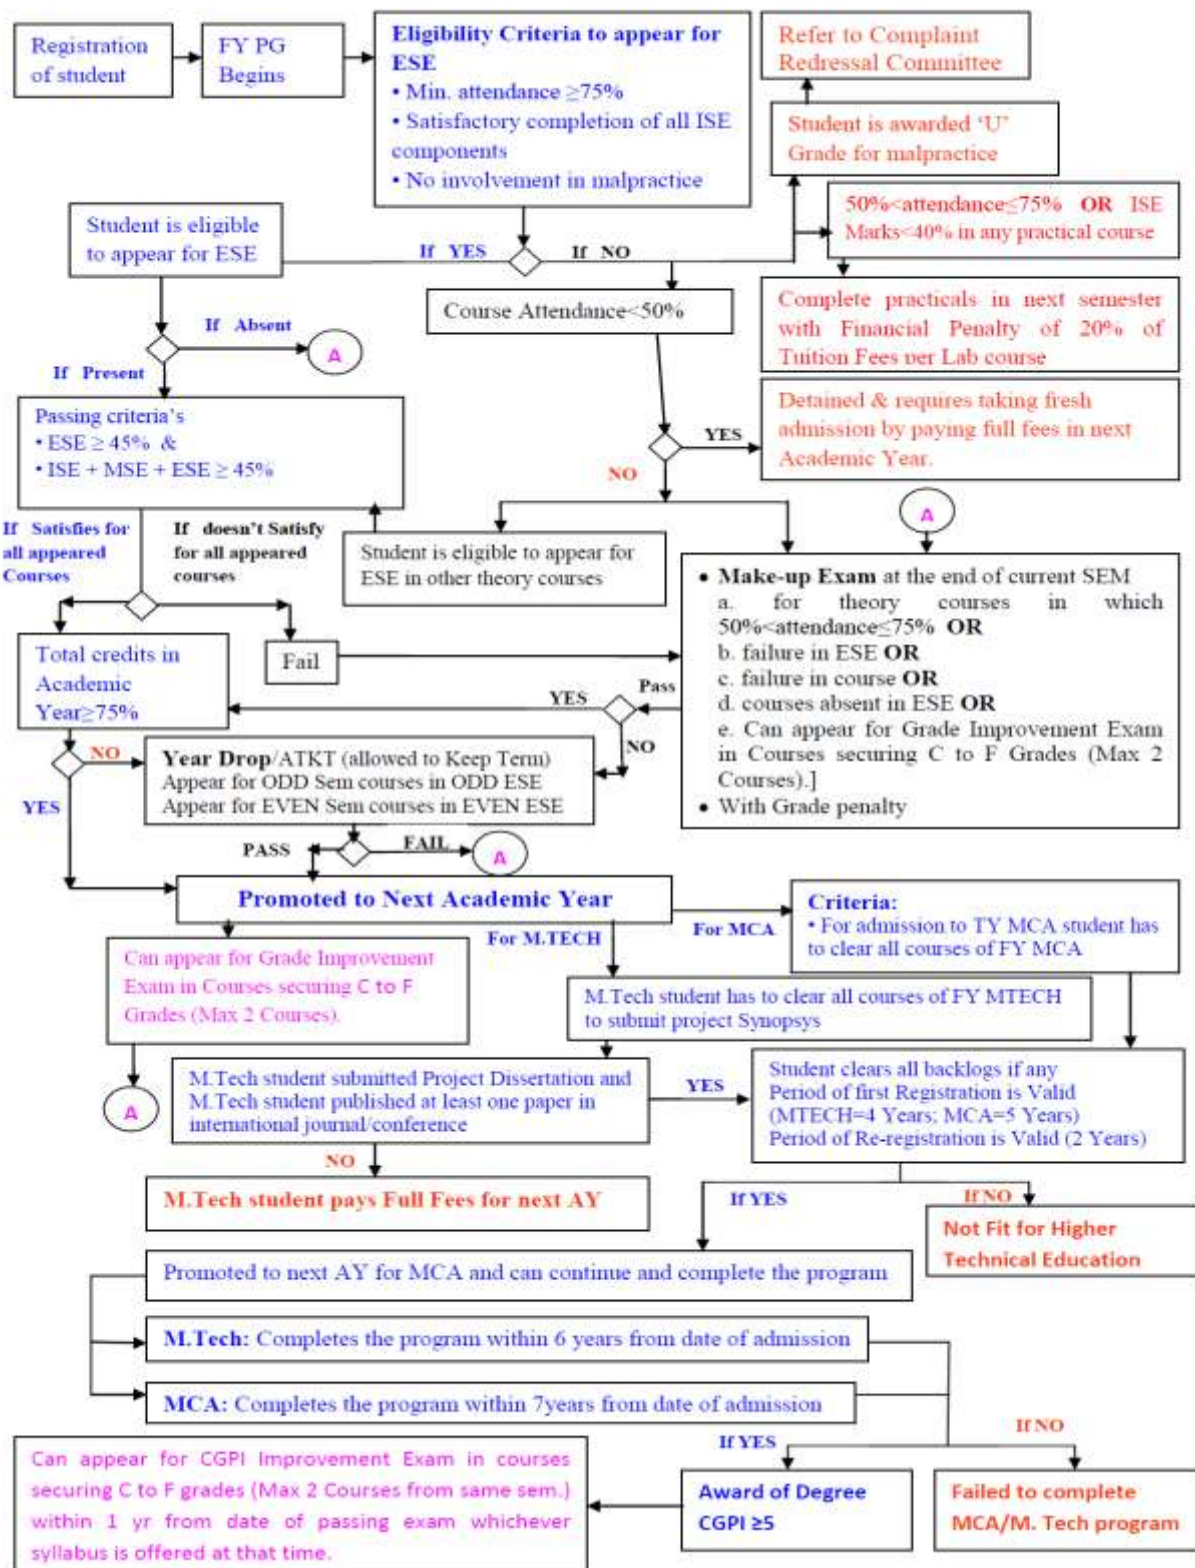 Registration
of student
FY PG
Begins
Eligibility Criteria to appear for
ESE
• Min. attendance ≥75%
• Satisfactory completion of all ISE
components
• No involvement in malpractice
Refer to Complaint
Redressal Committee
Student is awarded ‘U’
Grade for malpractice
50%<attendance≤75% OR ISE
Marks<40% in any practical course
Student is eligible
to appear for ESE
If YES
If NO
Course Attendance<50%
Complete practicals in next semester
with Financial Penalty of 20% of
Tuition Fees per Lab course
If Absent
A
If Present
Passing criteria’s
• ESE ≥ 45% &
• ISE + MSE + ESE ≥ 45%
YES
Detained & requires taking fresh
admission by paying full fees in next
Academic Year.
NO
A
If Satisfies for
all appeared
Courses
If doesn’t Satisfy
for all appeared
courses
Student is eligible to appear for
ESE in other theory courses
• Make-up Exam at the end of current SEM
a. for theory courses in which
50%<attendance≤75% OR
b. failure in ESE OR
c. failure in course OR
d. courses absent in ESE OR
e. Can appear for Grade Improvement Exam
in Courses securing C to F Grades (Max 2
Courses).]
• With Grade penalty
Total credits in
Academic
Year≥75%
Fail
YES
Pass
NO
NO
YES
Year Drop/ATKT (allowed to Keep Term)
Appear for ODD Sem courses in ODD ESE
Appear for EVEN Sem courses in EVEN ESE
PASS
FAIL
A
Promoted to Next Academic Year
For M.TECH
For MCA
Criteria:
• For admission to TY MCA student has
to clear all courses of FY MCA
Can appear for Grade Improvement
Exam in Courses securing C to F
Grades (Max 2 Courses).
M.Tech student has to clear all courses of FY MTECH
to submit project Synopsys
A
M.Tech student submitted Project Dissertation and
M.Tech student published at least one paper in
international journal/conference
YES
Student clears all backlogs if any
Period of first Registration is Valid
(MTECH=4 Years; MCA=5 Years)
Period of Re-registration is Valid (2 Years)
NO
M.Tech student pays Full Fees for next AY
If YES
If NO
Not Fit for Higher
Technical Education
Promoted to next AY for MCA and can continue and complete the program
M.Tech: Completes the program within 6 years from date of admission
MCA: Completes the program within 7years from date of admission
If YES
If NO
Can appear for CGPI Improvement Exam in courses
securing C to F grades (Max 2 Courses from same sem.)
within 1 yr from date of passing exam whichever
syllabus is offered at that time.
Award of Degree
CGPI ≥5
Failed to complete
MCA/M. Tech program